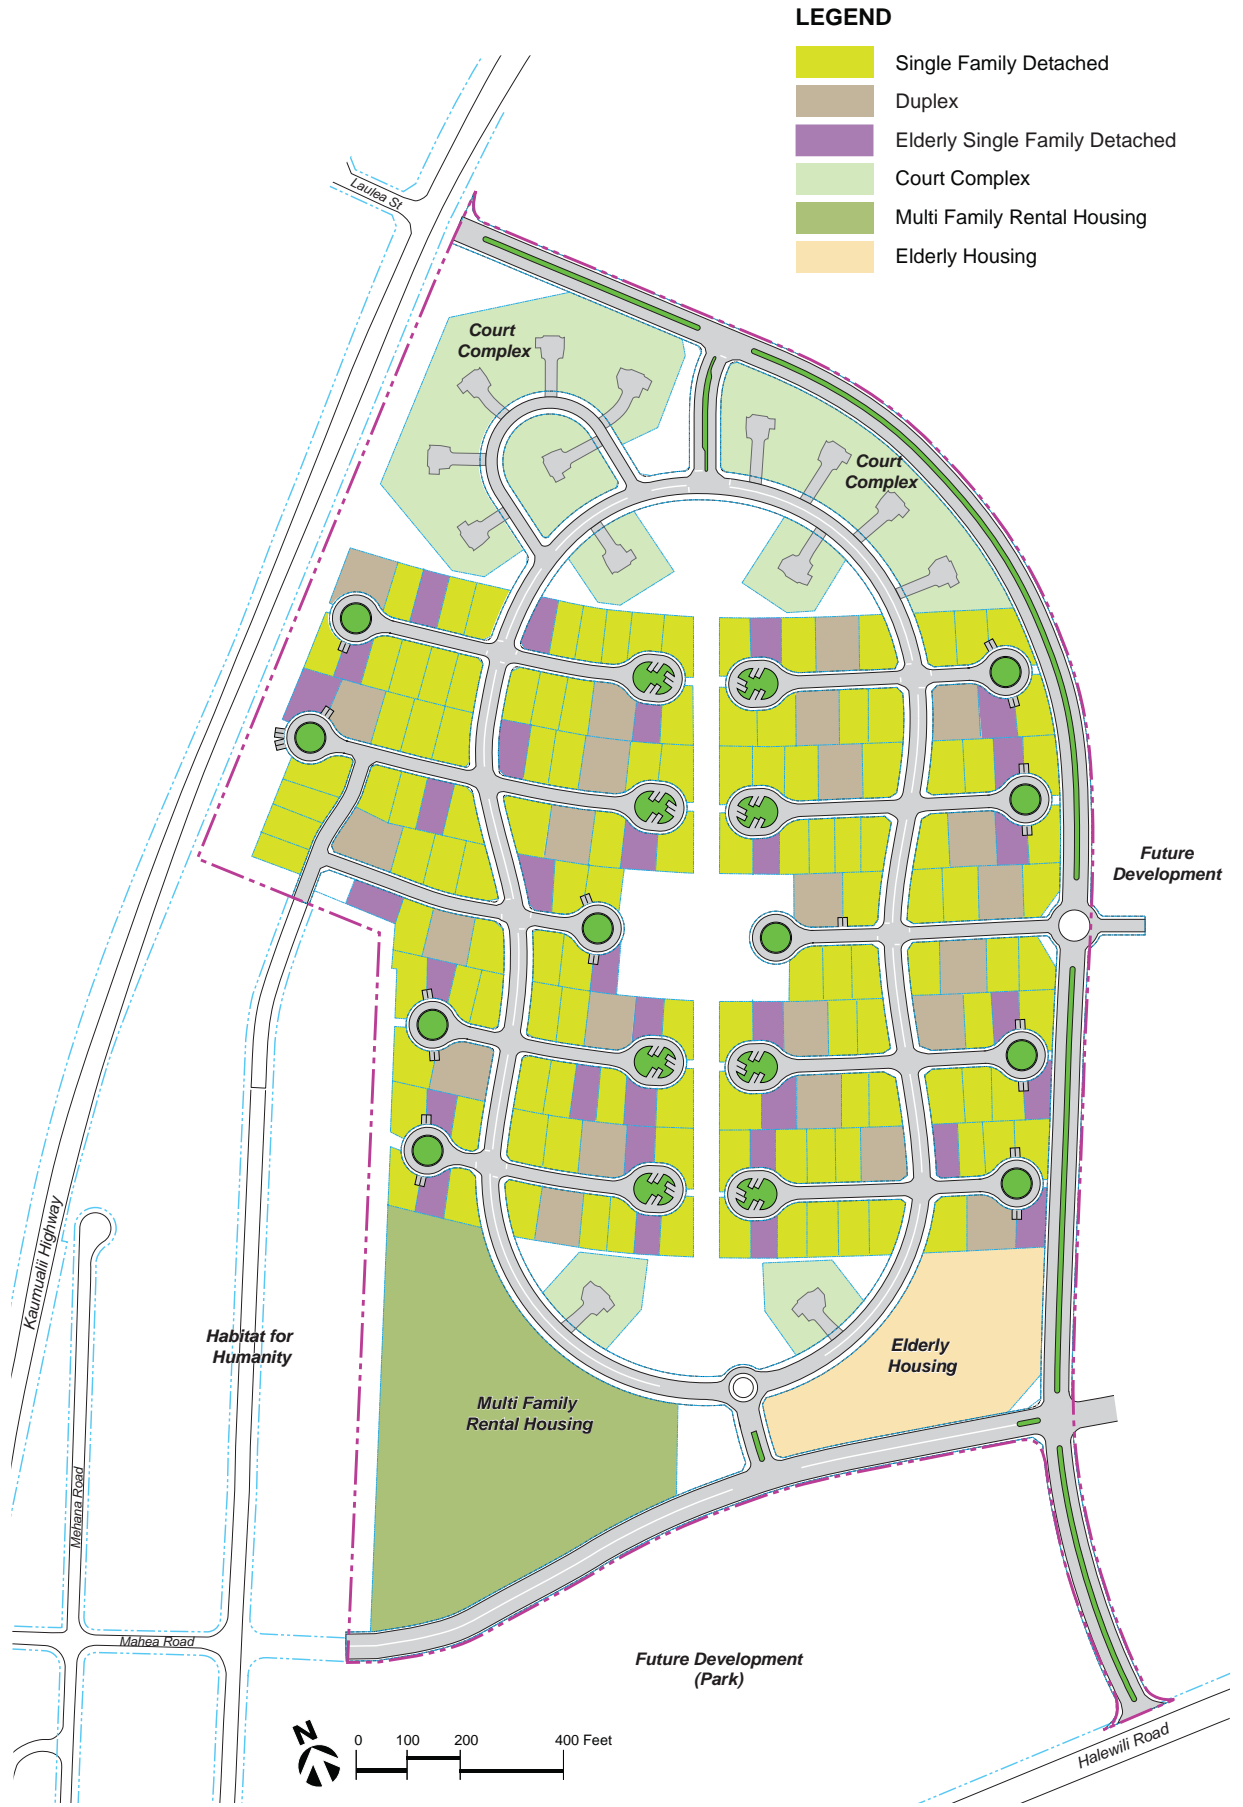 LEGEND
Single Family Detached
Duplex
Elderly Single Family Detached
Court Complex
Multi Family Rental Housing
Elderly Housing
Laulea St
Court
Complex
Court
Complex
Future
Development
Kaumualii Highway
Habitat for
Humanity
Elderly
Housing
Multi Family
Rental Housing
Mehana Road
Mahea Road
Future Development
(Park)
Halewili Road
N
0 100 200 400 Feet